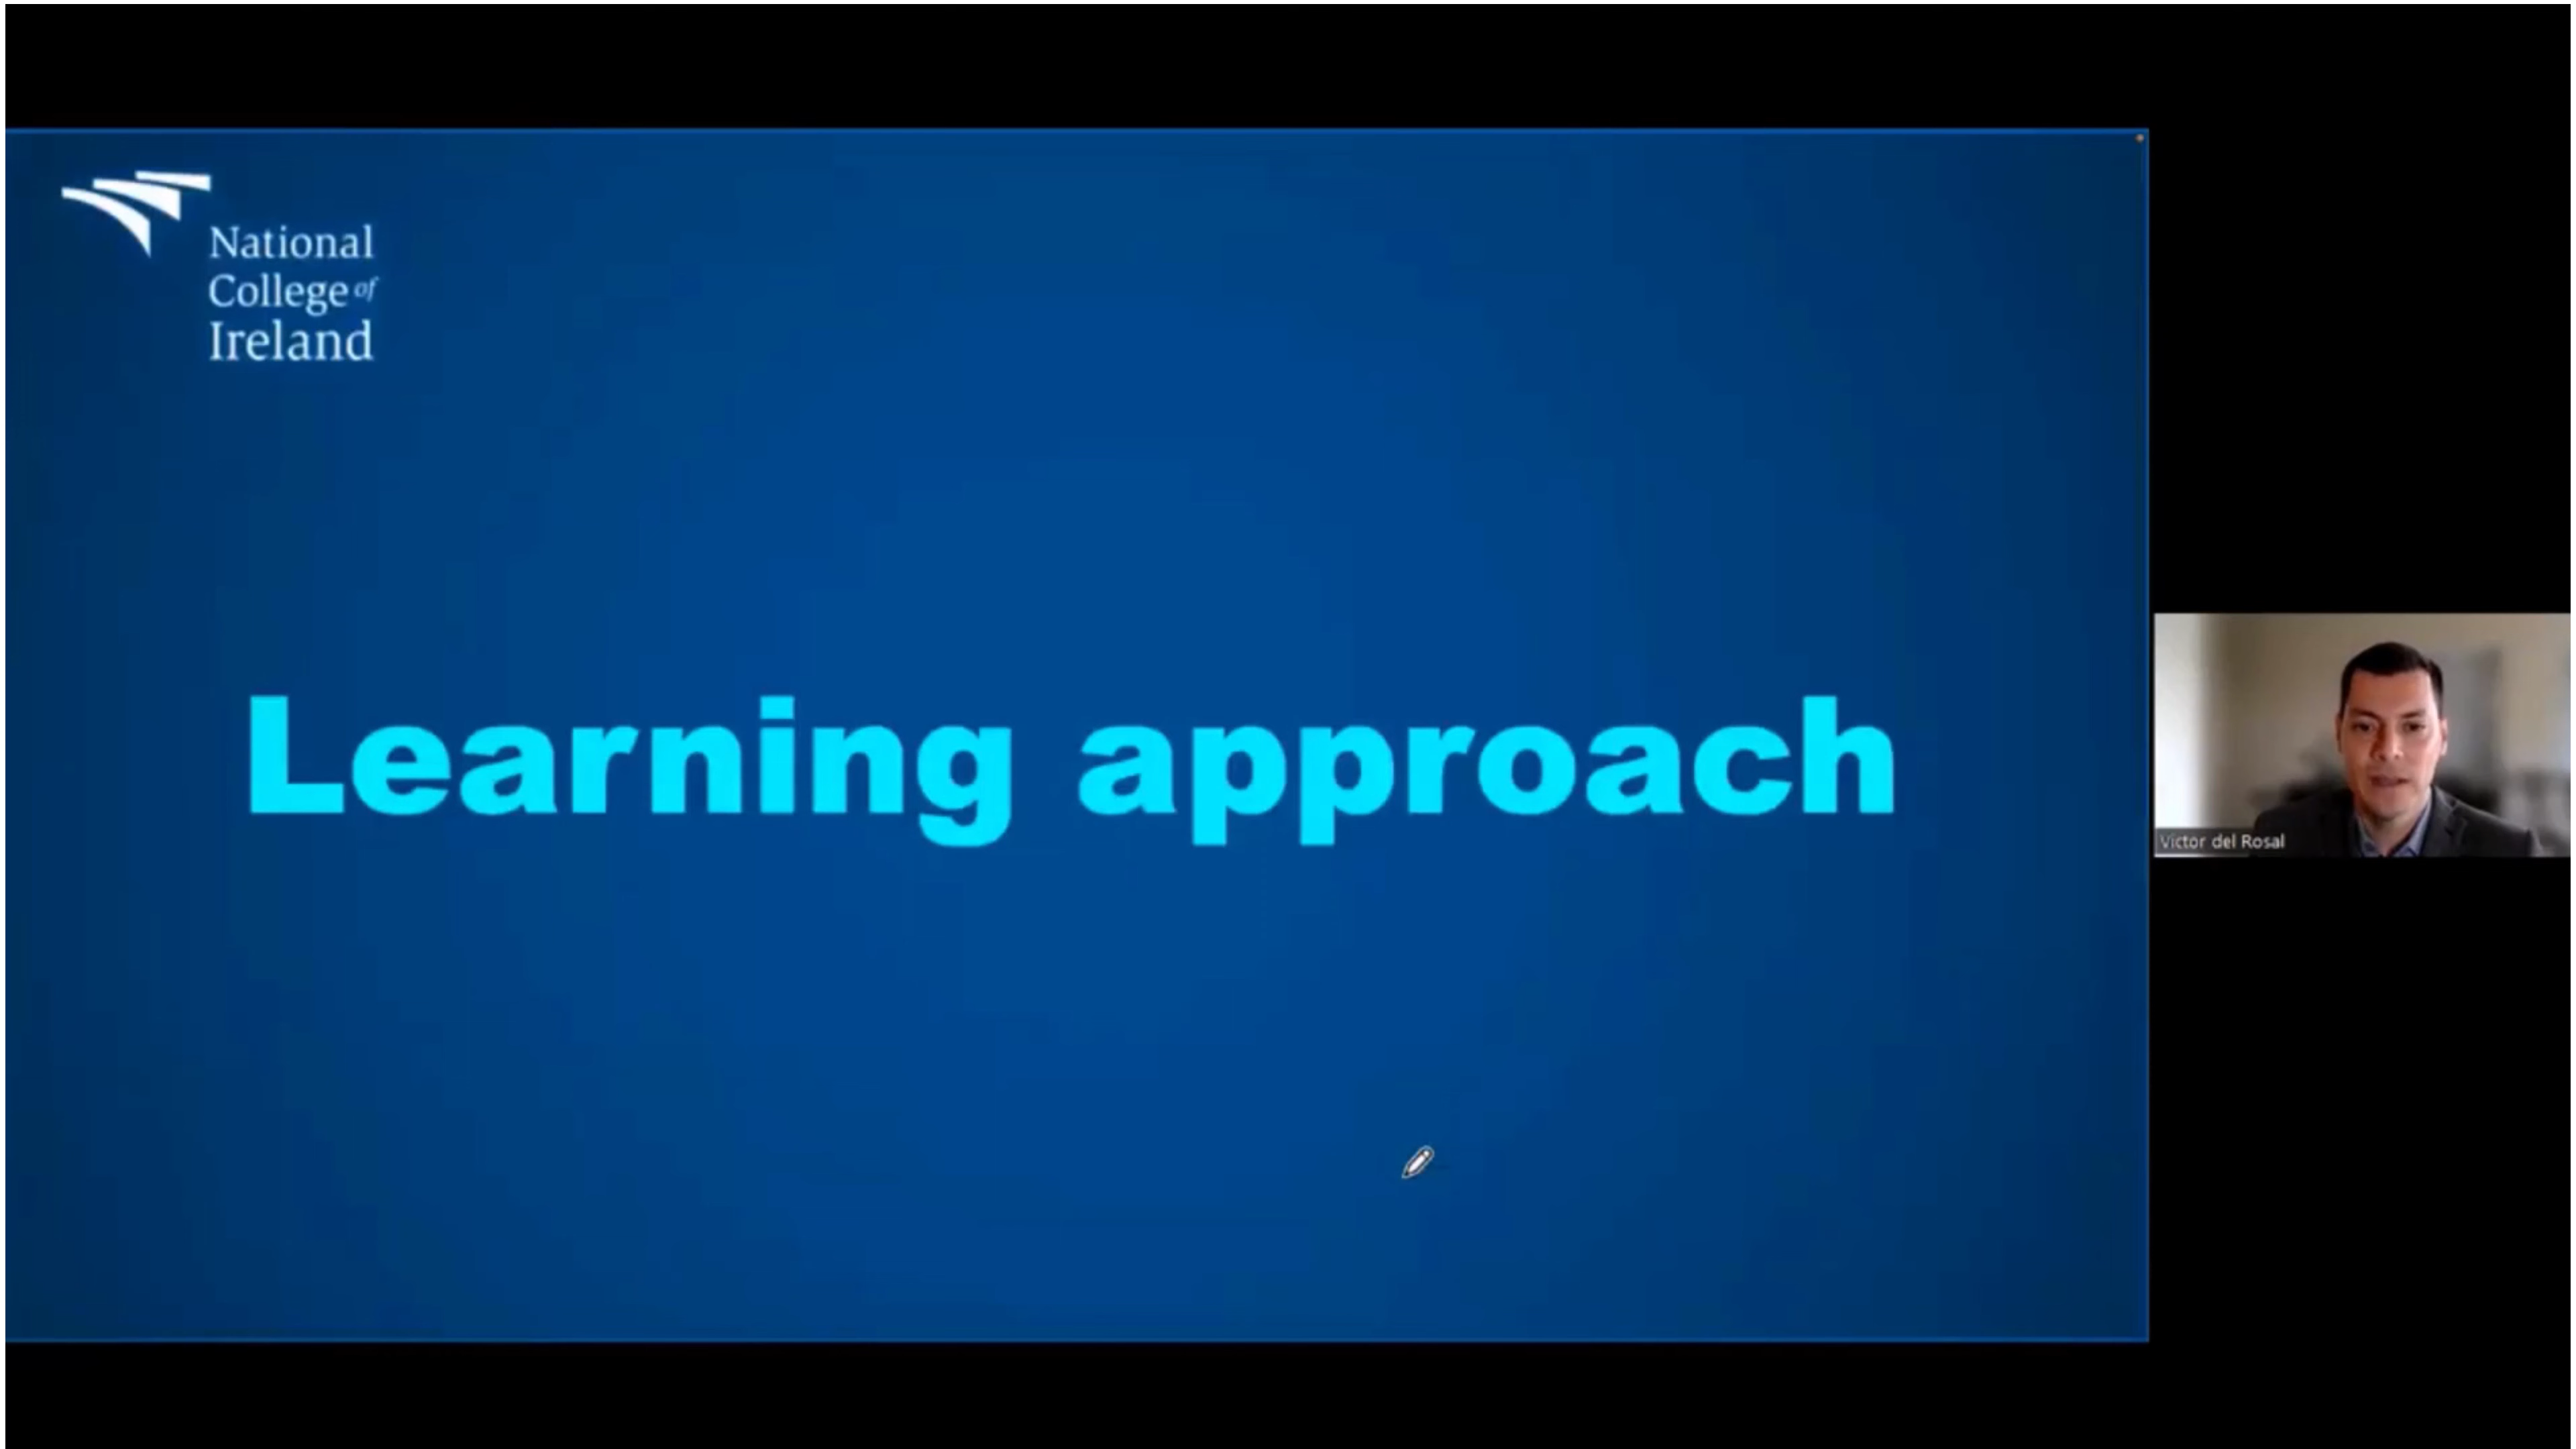 National
College of
Ireland
Learning approach
Victor del Rosal